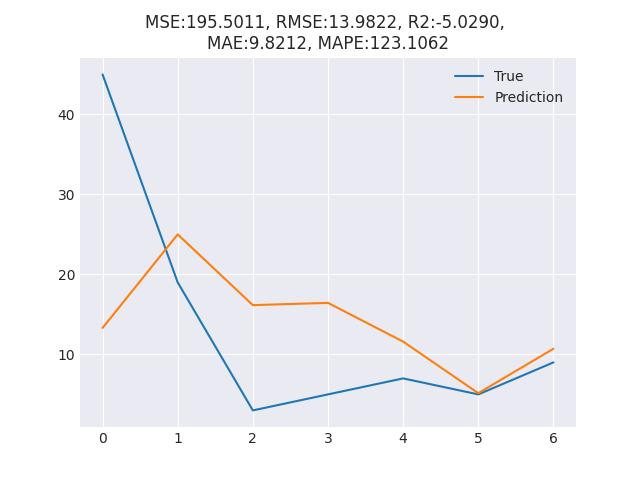 MSE:195.5011, RMSE:13.9822, R2:-5.0290,
MAE:9.8212, MAPE:123.1062
True
Prediction
40
30
20
10
0 1 2 3 4 5 6